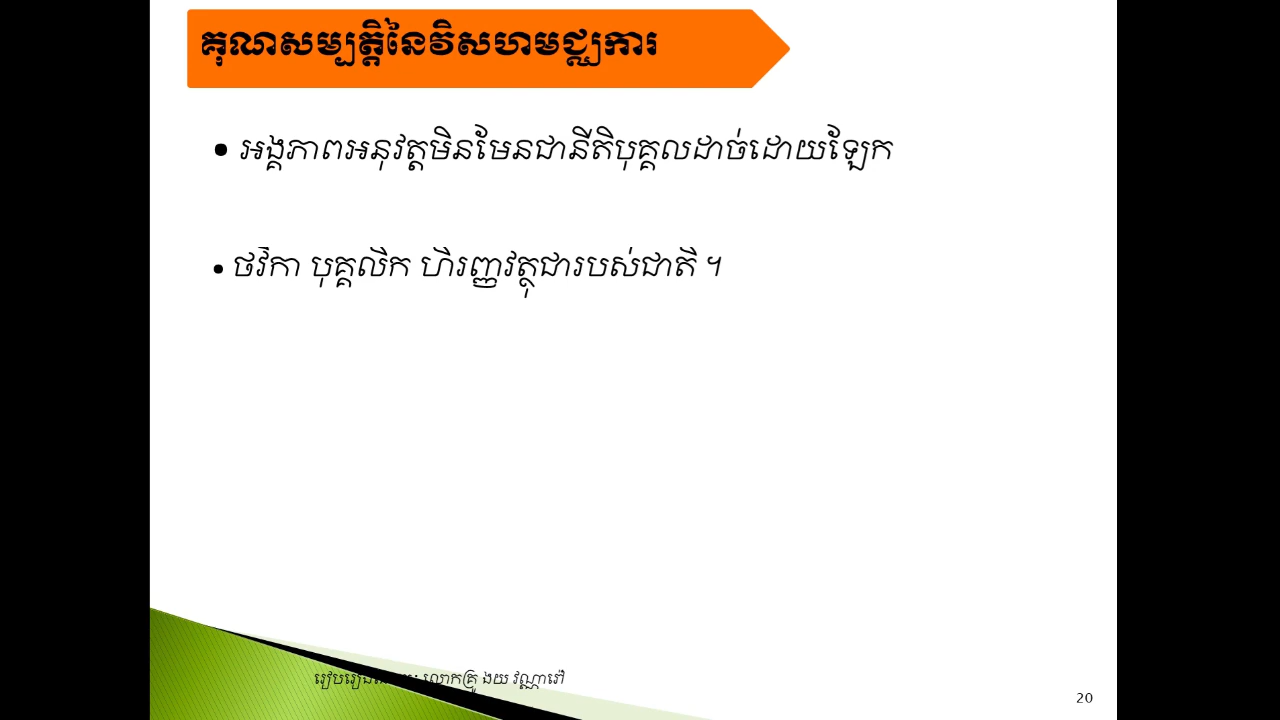 គុណសម្បត្តិនៃវិសហមជ្ឈការ
• អង្គភាពអនុវត្តមិនមែនជានីតិបុគ្គលដាច់ដោយឡែក
• ថវិកា បុគ្គលិក ហិរញ្ញវត្ថុជារបស់ជាតិ ។
លោកគ្រូ ងយ វណ្ណារ៉ៅ
20